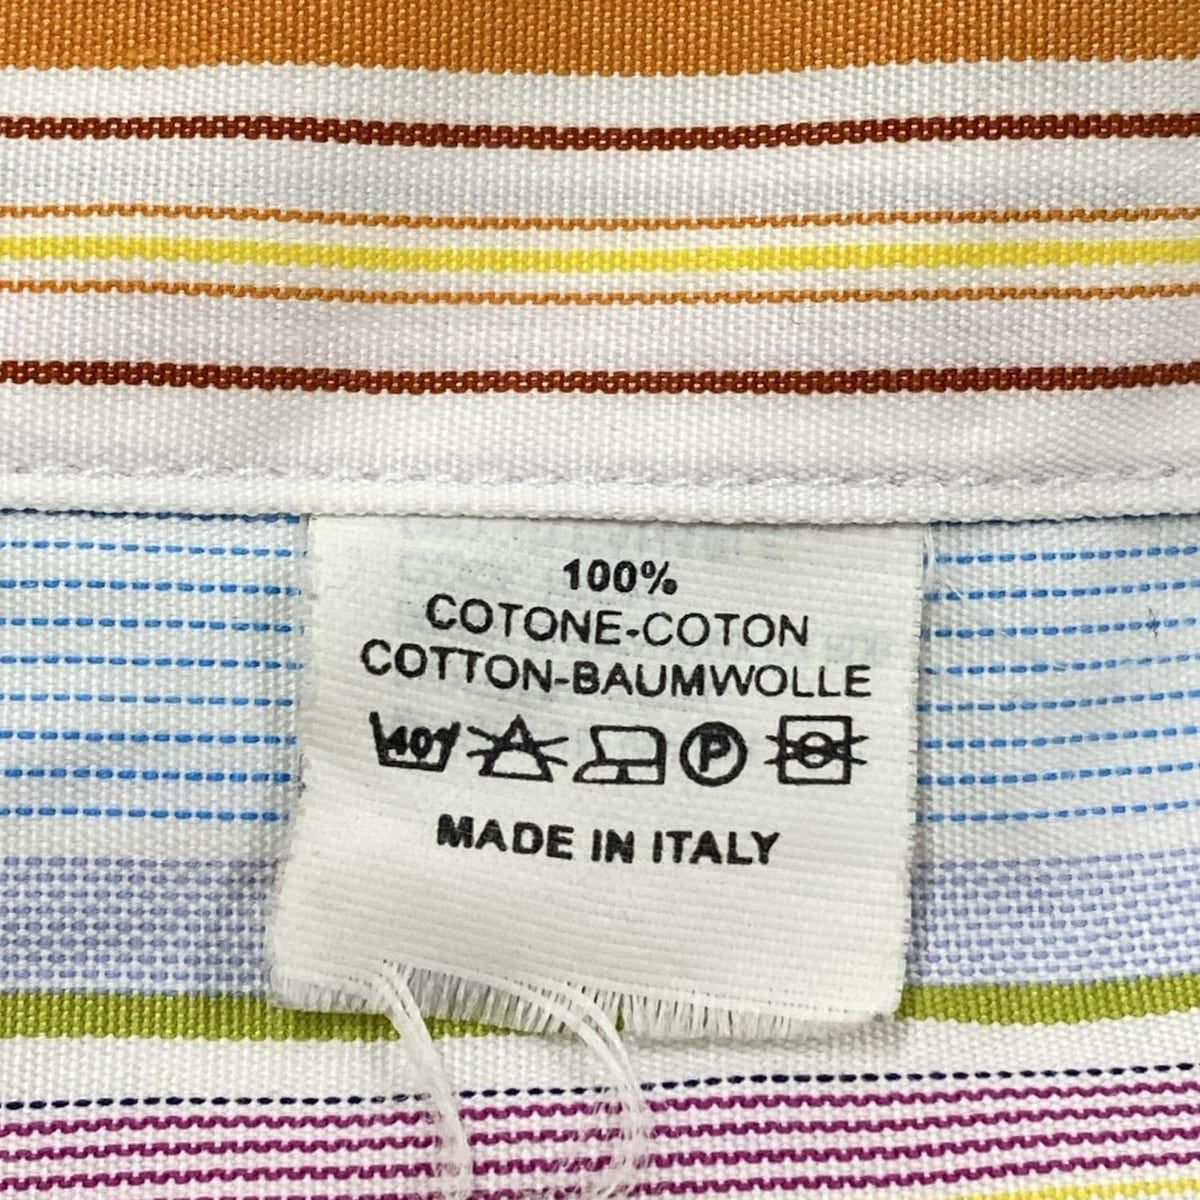 100%
COTONE-COTON
COTTON-BAUMWOLLE
40° P
MADE IN ITALY